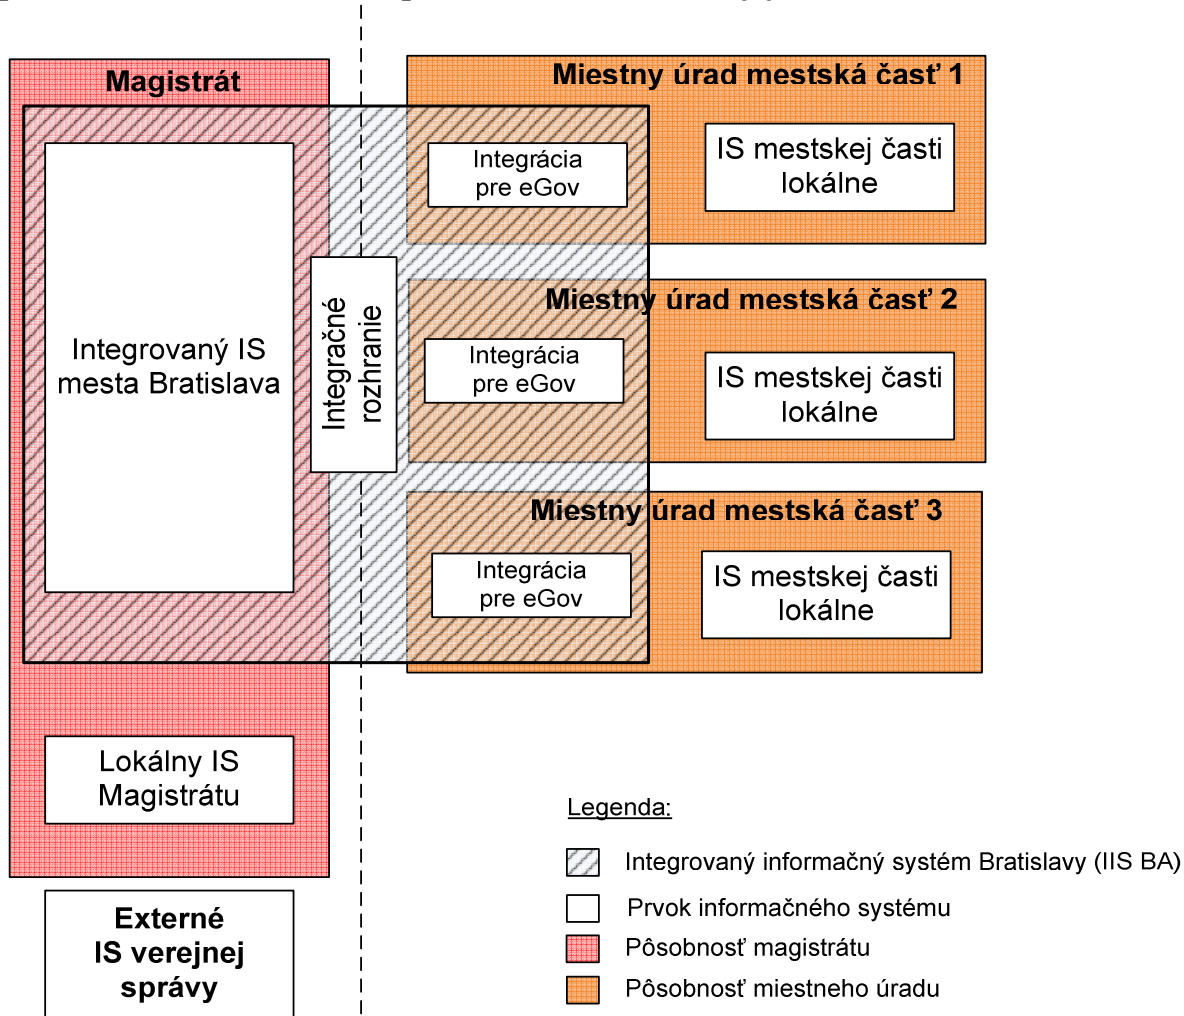 Magistrát
Integrovaný IS
mesta Bratislava
Integračné
rozhranie
Lokálny IS
Magistrátu
Externé
IS verejnej
správy
Miestny úrad mestská časť 1
Integrácia
pre eGov
IS mestskej časti
lokálne
Miestny úrad mestská časť 2
Integrácia
pre eGov
IS mestskej časti
lokálne
Miestny úrad mestská časť 3
Integrácia
pre eGov
IS mestskej časti
lokálne
Legenda:
Integrovaný informačný systém Bratislavy (IIS BA)
Prvok informačného systému
Pôsobnosť magistrátu
Pôsobnosť miestneho úradu